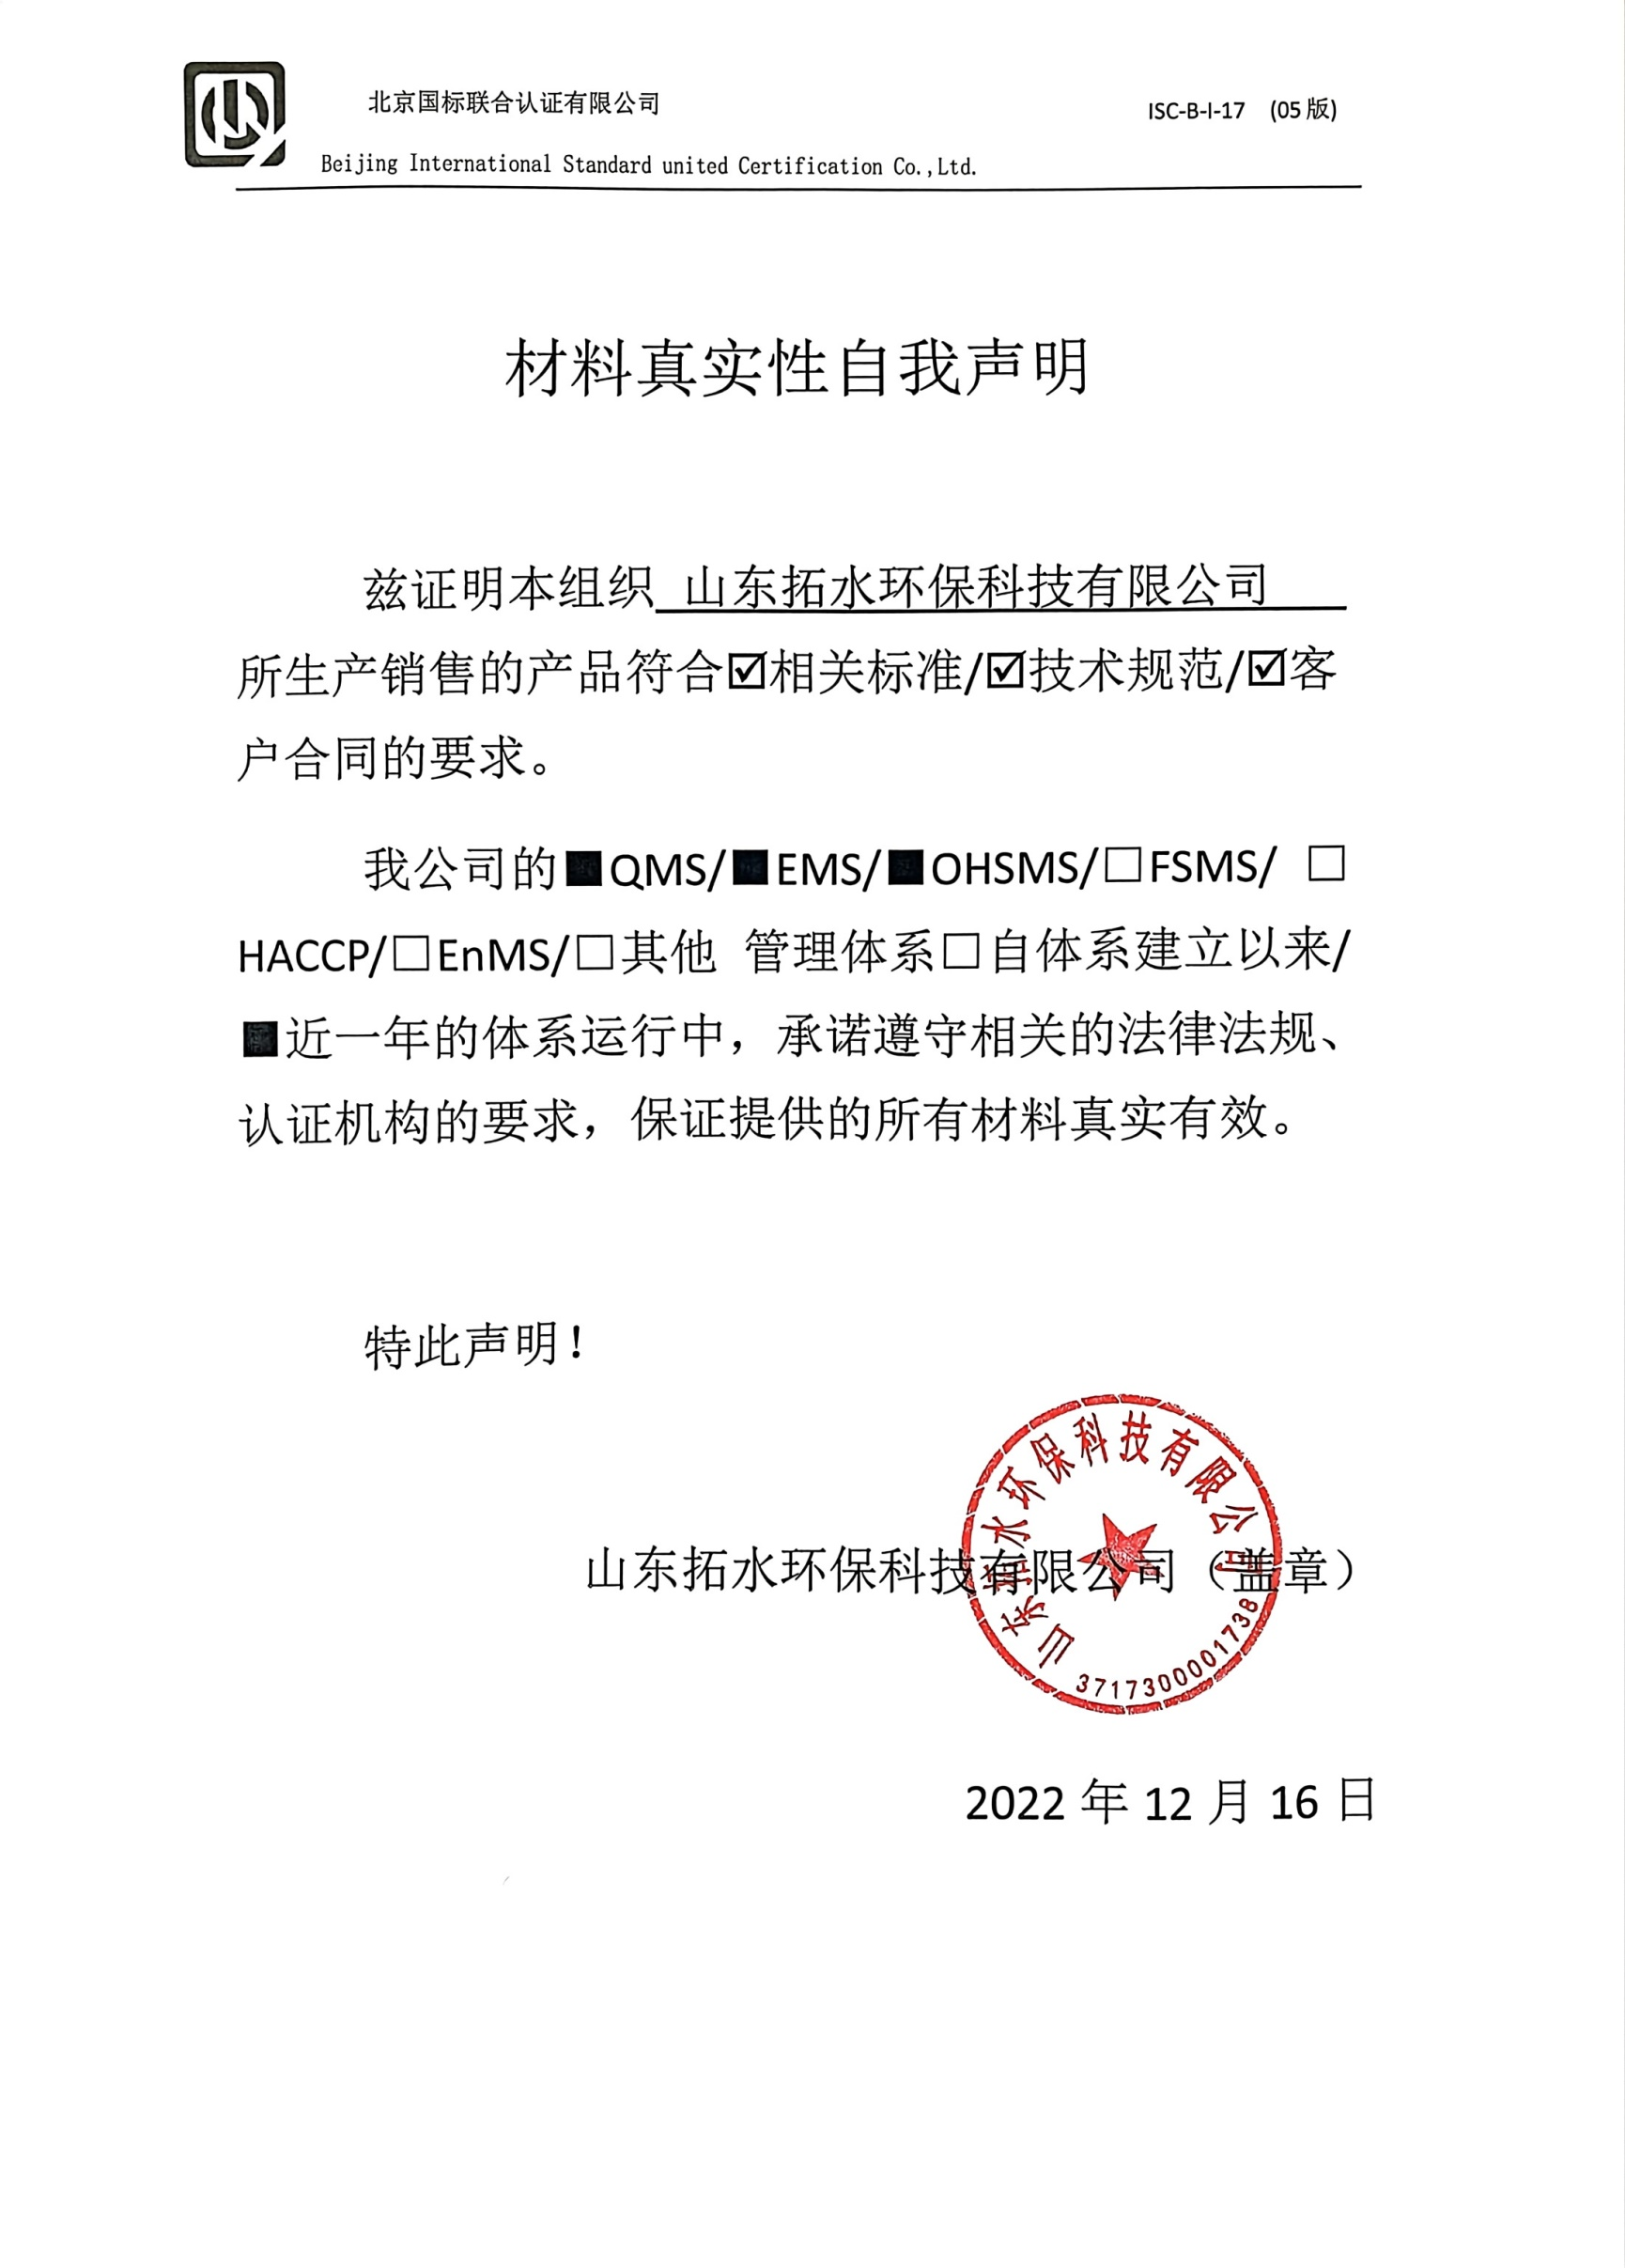 北京国标联合认证有限公司 ISC-B-I-17 (05版)
Beijing International Standard united Certification Co.,Ltd.
材料真实性自我声明
兹证明本组织 山东拓水环保科技有限公司
所生产销售的产品符合☑相关标准/☑技术规范/☑客
户合同的要求。
我公司的■QMS/■EMS/■OHSMS/□FSMS/ □
HACCP/□EnMS/□其他 管理体系□自体系建立以来/
■近一年的体系运行中，承诺遵守相关的法律法规、
认证机构的要求，保证提供的所有材料真实有效。
特此声明！
山东拓水环保科技有限公司（盖章）
山东拓水环保科技有限公司
3717300001738
2022 年 12 月 16 日